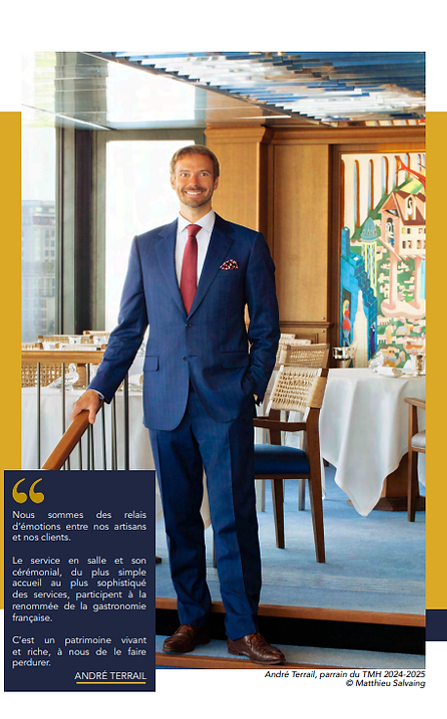 Nous sommes des relais
d'émotions entre nos artisans
et nos clients.
Le service en salle et son
cérémonial, du plus simple
accueil au plus sophistiqué
des services, participent à la
renommée de la gastronomie
française.
C'est un patrimoine vivant
et riche, à nous de le faire
perdurer.
ANDRÉ TERRAIL
André Terrail, parrain du TMH 2024-2025
© Matthieu Salvaing